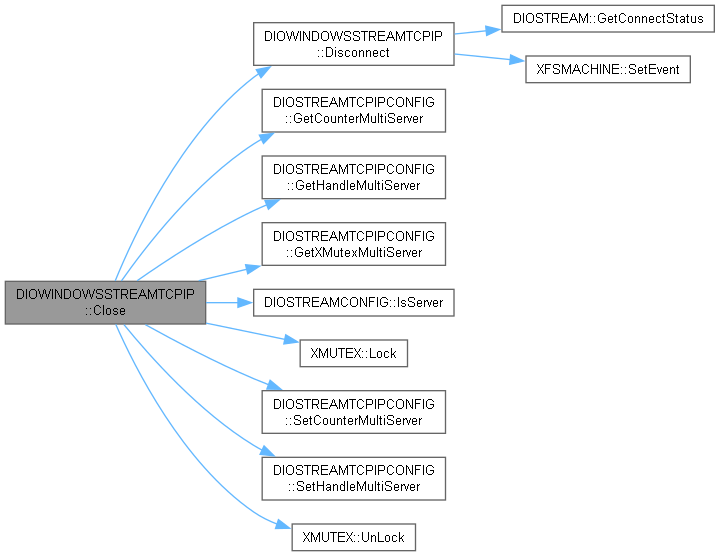 DIOWINDOWSSTREAMTCPIP
::Close
DIOWINDOWSSTREAMTCPIP
::Disconnect
DIOSTREAM::GetConnectStatus
XFSMACHINE::SetEvent
DIOSTREAMTCPIPCONFIG
::GetCounterMultiServer
DIOSTREAMTCPIPCONFIG
::GetHandleMultiServer
DIOSTREAMTCPIPCONFIG
::GetXMutexMultiServer
DIOSTREAMCONFIG::IsServer
XMUTEX::Lock
DIOSTREAMTCPIPCONFIG
::SetCounterMultiServer
DIOSTREAMTCPIPCONFIG
::SetHandleMultiServer
XMUTEX::UnLock